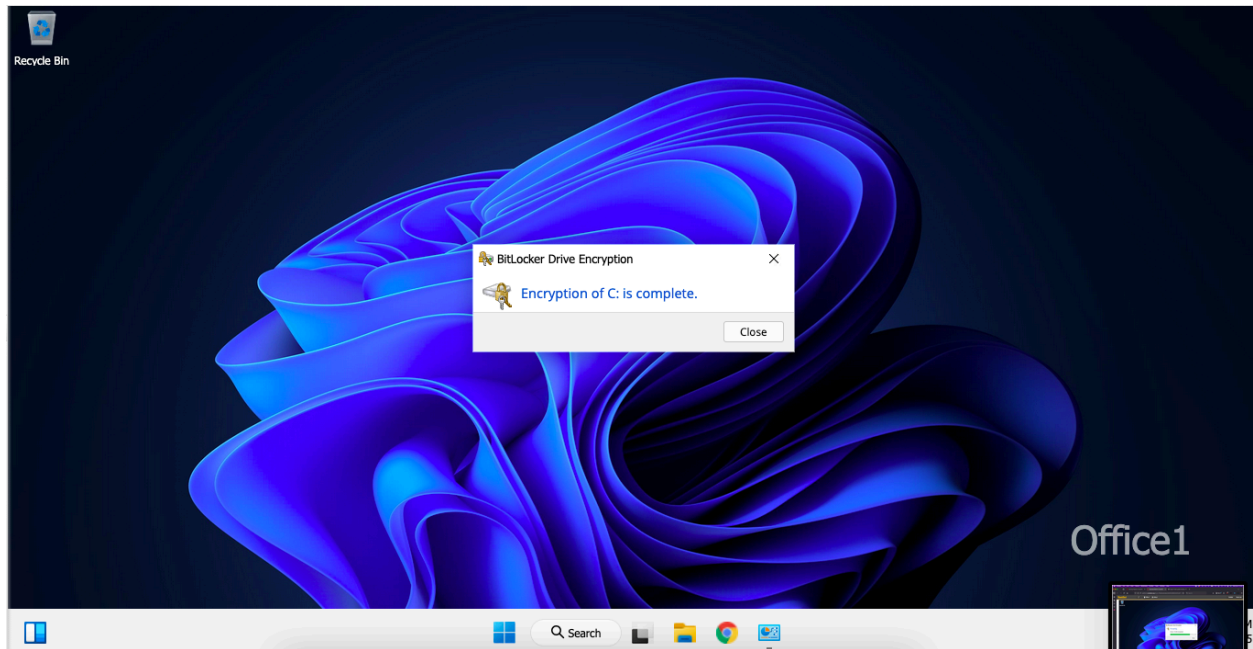 Recycle Bin
BitLocker Drive Encryption
Encryption of C: is complete.
Close
Office1
Search